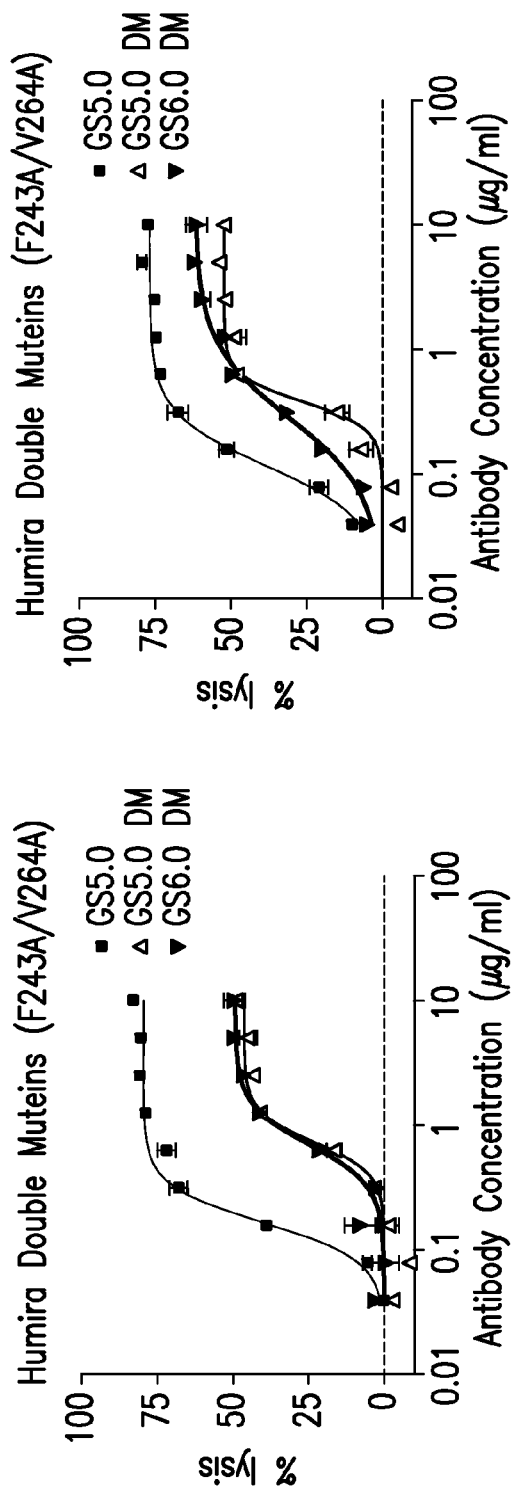 Humira Double Muteins (F243A/V264A)
GS5.0
GS5.0 DM
GS6.0 DM
100
75
50
25
0
% lysis
0.01
0.1
1
10
100
Antibody Concentration (μg/ml)
Humira Double Muteins (F243A/V264A)
GS5.0
GS5.0 DM
GS6.0 DM
100
75
50
25
0
% lysis
0.01
0.1
1
10
100
Antibody Concentration (μg/ml)